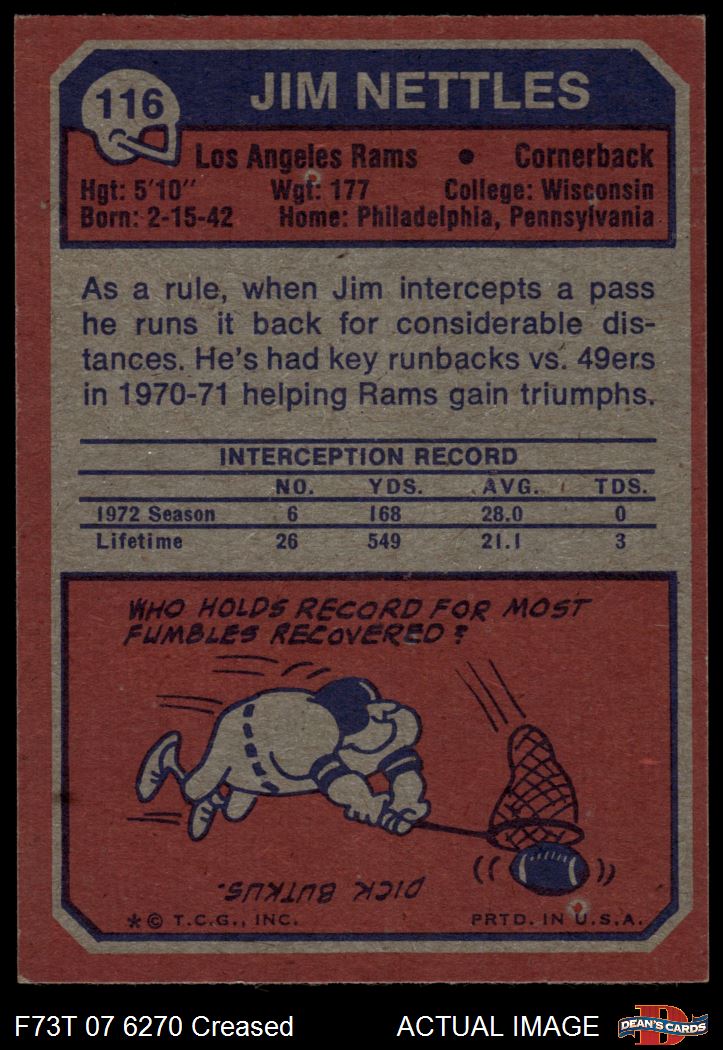 116
JIM NETTLES
Los Angeles Rams • Cornerback
Hgt: 5'10" Wgt: 177 College: Wisconsin
Born: 2-15-42 Home: Philadelphia, Pennsylvania
As a rule, when Jim intercepts a pass
he runs it back for considerable dis-
tances. He's had key runbacks vs. 49ers
in 1970-71 helping Rams gain triumphs.
INTERCEPTION RECORD
NO. YDS. AVG. TDS.
1972 Season 6 168 28.0 0
Lifetime 26 549 21.1 3
WHO HOLDS RECORD FOR MOST
FUMBLES RECOVERED?
DICK BUTKUS.
* © T.C.G., INC. PRTD. IN U.S.A.
F73T 07 6270 Creased ACTUAL IMAGE
D
DEAN'S CARDS